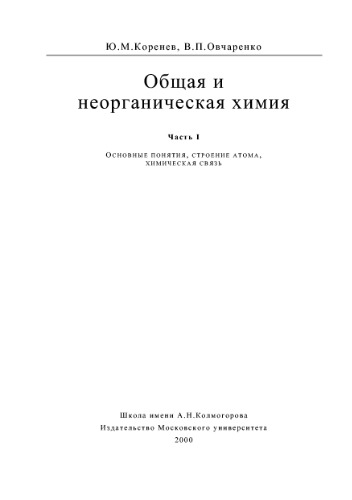 Ю.М.Коренев, В.П.Овчаренко
Общая и
неорганическая химия
Часть I
Основные понятия, строение атома,
химическая связь
Школа имени А.Н.Колмогорова
Издательство Московского университета
2000